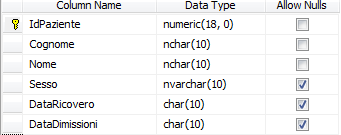 Column Name Data Type Allow Nulls
IdPaziente numeric(18, 0)
Cognome nchar(10)
Nome nchar(10)
Sesso nvarchar(10)
DataRicovero char(10)
DataDimissioni char(10)